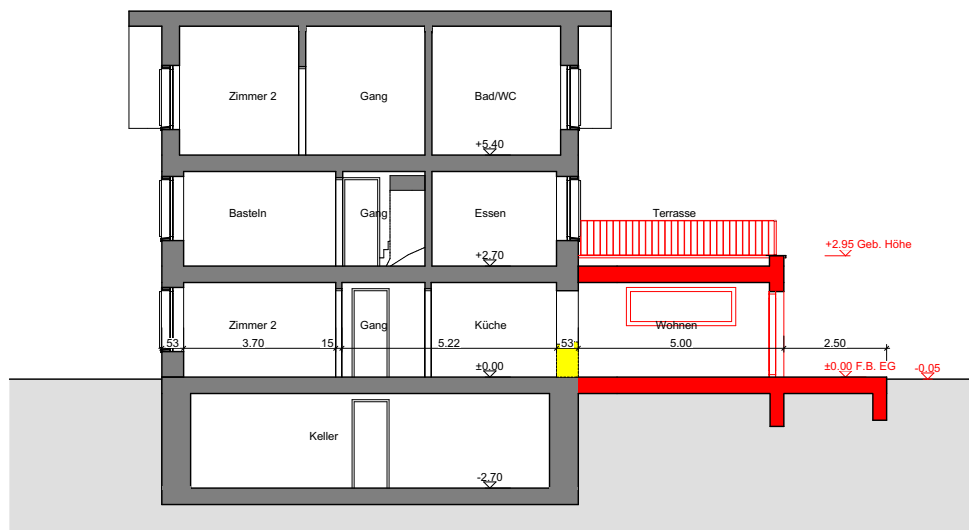 Zimmer 2
Gang
Bad/WC
+5.40
Basteln
Gang
Essen
Terrasse
+2.70
+2.95 Geb. Höhe
Zimmer 2
Gang
Küche
Wohnen
53
3.70
15
5.22
53
5.00
2.50
±0.00
±0.00 F.B. EG
-0.05
Keller
-2.70